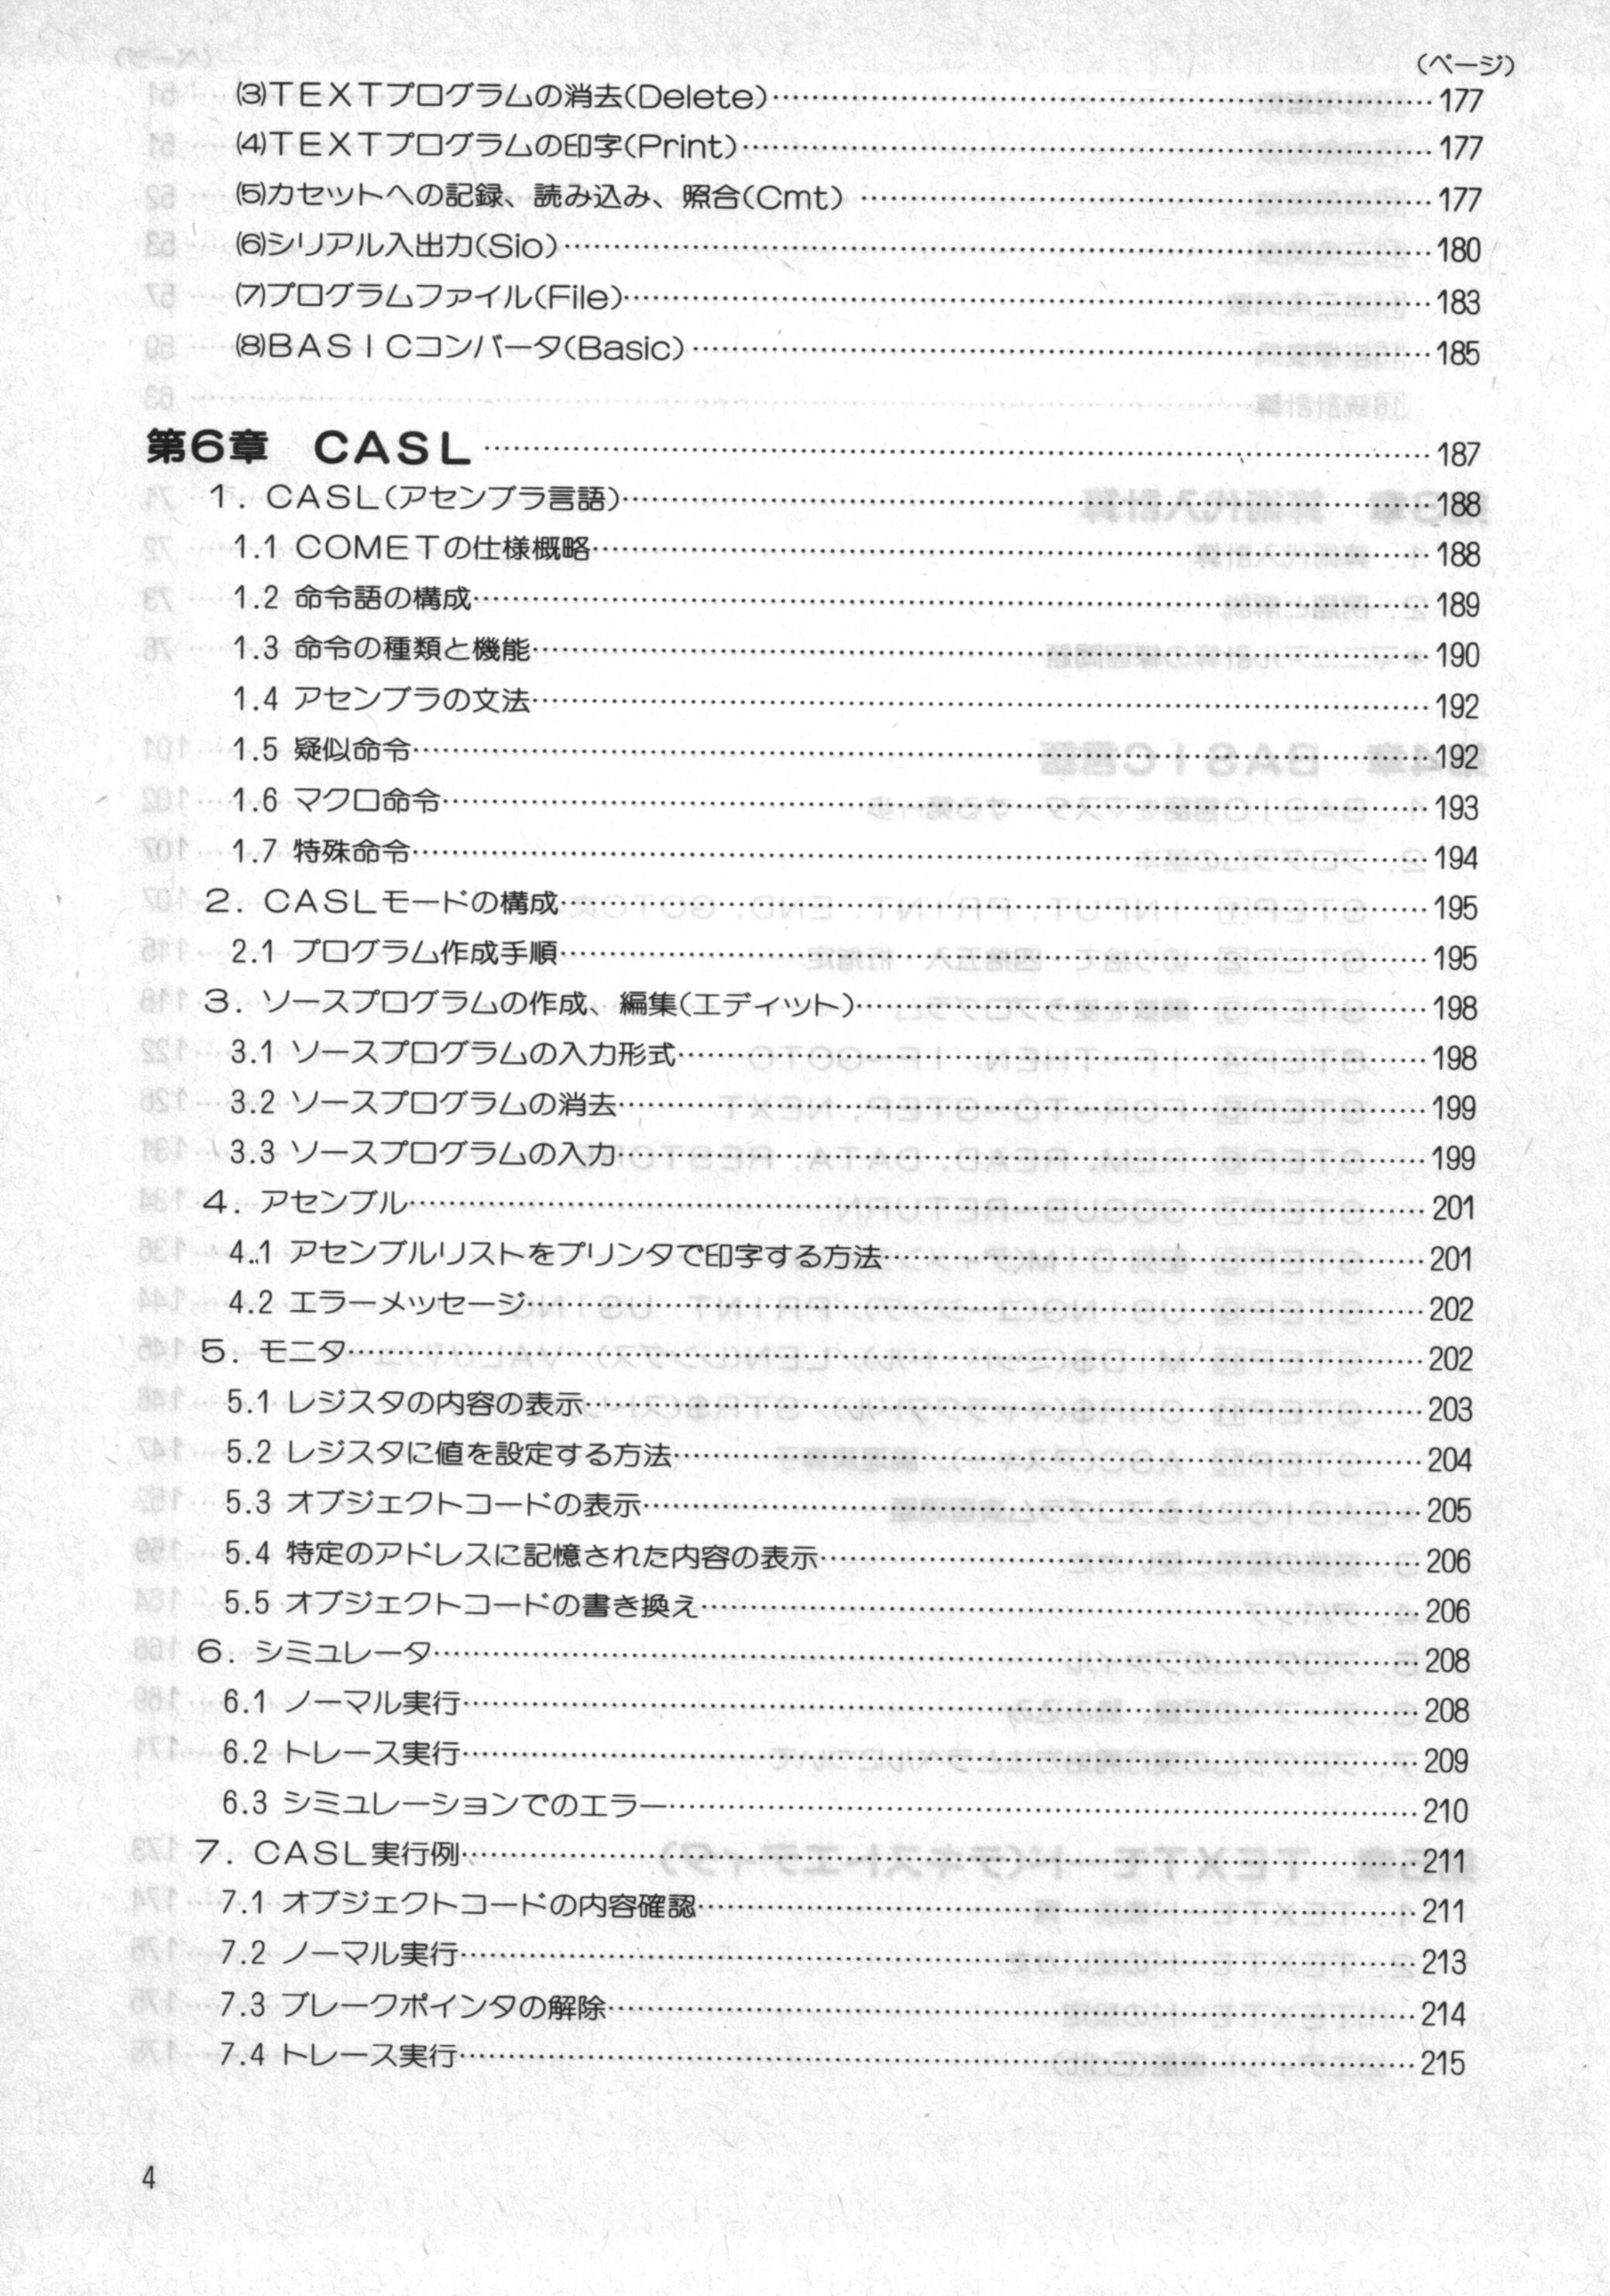 (ページ)
⑶TEXTプログラムの消去(Delete)……177
⑷TEXTプログラムの印字(Print)……177
⑸カセットへの記録、読み込み、照合(Cmt)……177
⑹シリアル入出力(Sio)……180
⑺プログラムファイル(File)……183
⑻BASICコンバータ(Basic)……185
第6章 CASL……187
1. CASL(アセンブラ言語)……188
1.1 COMETの仕様概略……188
1.2 命令語の構成……189
1.3 命令の種類と機能……190
1.4 アセンブラの文法……192
1.5 疑似命令……192
1.6 マクロ命令……193
1.7 特殊命令……194
2. CASLモードの構成……195
2.1 プログラム作成手順……195
3. ソースプログラムの作成、編集(エディット)……198
3.1 ソースプログラムの入力形式……198
3.2 ソースプログラムの消去……199
3.3 ソースプログラムの入力……199
4. アセンブル……201
4.1 アセンブルリストをプリンタで印字する方法……201
4.2 エラーメッセージ……202
5. モニタ……202
5.1 レジスタの内容の表示……203
5.2 レジスタに値を設定する方法……204
5.3 オブジェクトコードの表示……205
5.4 特定のアドレスに記憶された内容の表示……206
5.5 オブジェクトコードの書き換え……206
6. シミュレータ……208
6.1 ノーマル実行……208
6.2 トレース実行……209
6.3 シミュレーションでのエラー……210
7. CASL実行例……211
7.1 オブジェクトコードの内容確認……211
7.2 ノーマル実行……213
7.3 ブレークポインタの解除……214
7.4 トレース実行……215
4